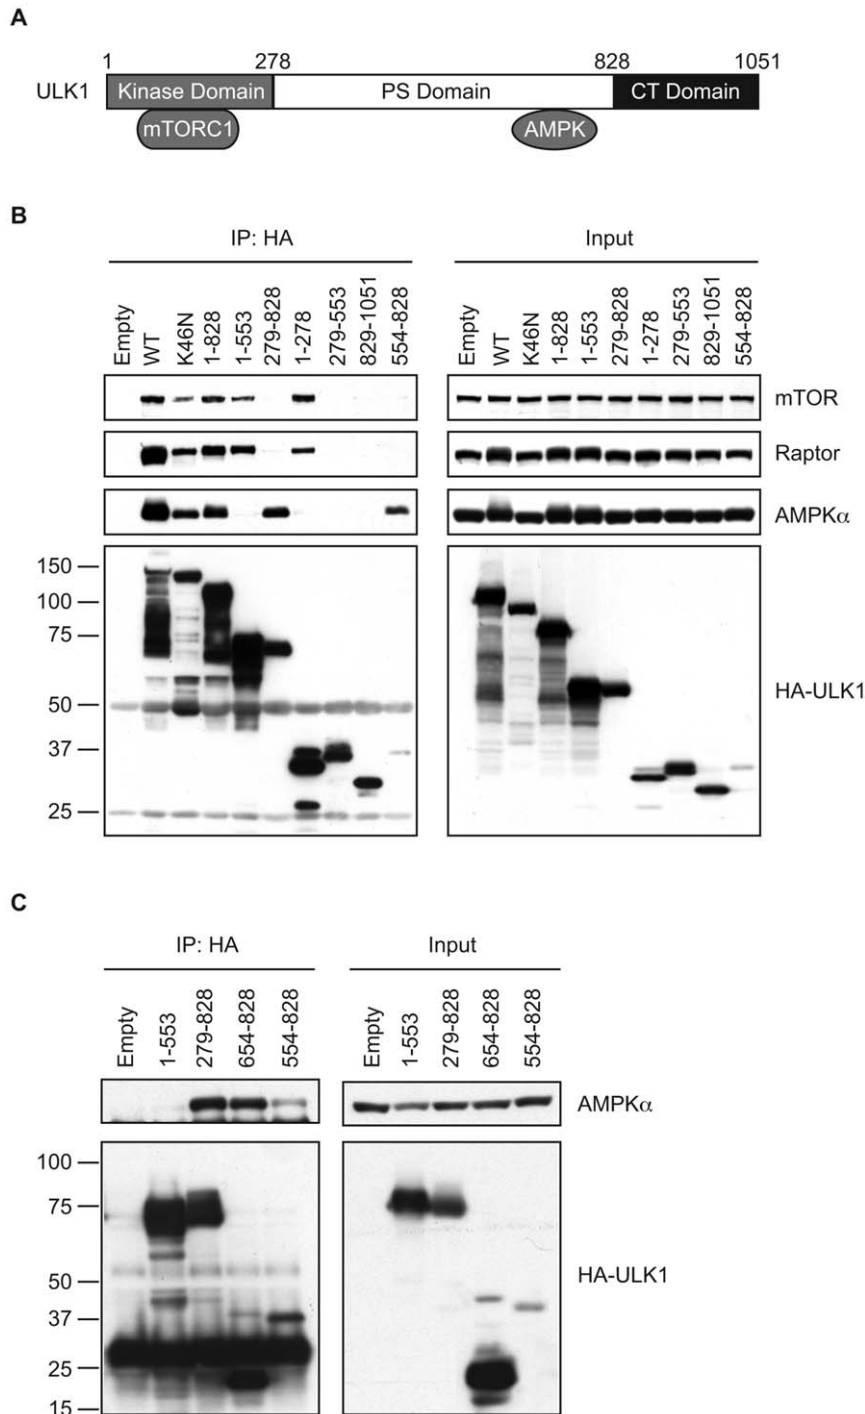 A
1 278 828 1051
ULK1 Kinase Domain PS Domain CT Domain
mTORC1 AMPK
B
IP: HA Input
Empty WT K46N 1-828 1-553 279-828 1-278 279-553 829-1051 554-828 Empty WT K46N 1-828 1-553 279-828 1-278 279-553 829-1051 554-828
mTOR
Raptor
AMPKα
150
100
75
50
HA-ULK1
37
25
C
IP: HA Input
Empty 1-553 279-828 654-828 554-828 Empty 1-553 279-828 654-828 554-828
AMPKα
100
75
50
HA-ULK1
37
25
15